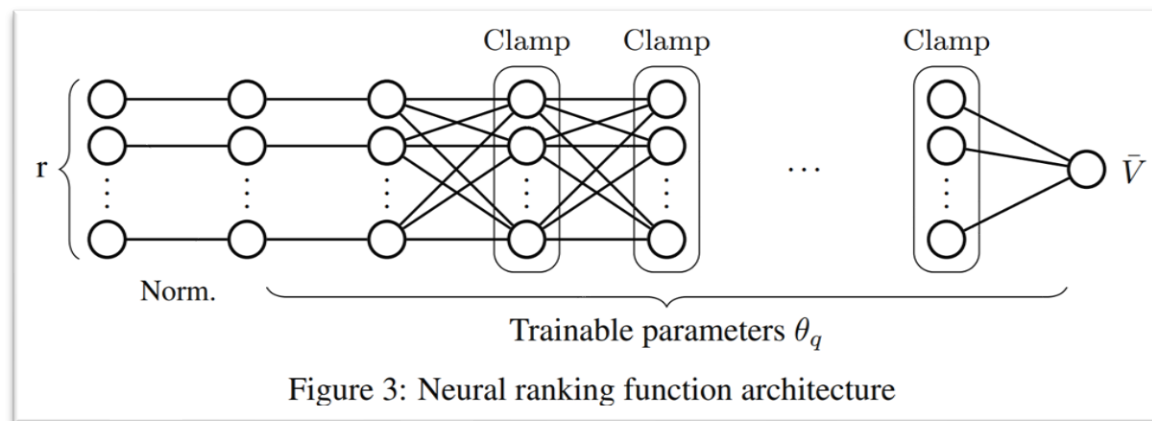 Clamp Clamp Clamp
r
...
V̄
Norm.
Trainable parameters θ_q
Figure 3: Neural ranking function architecture